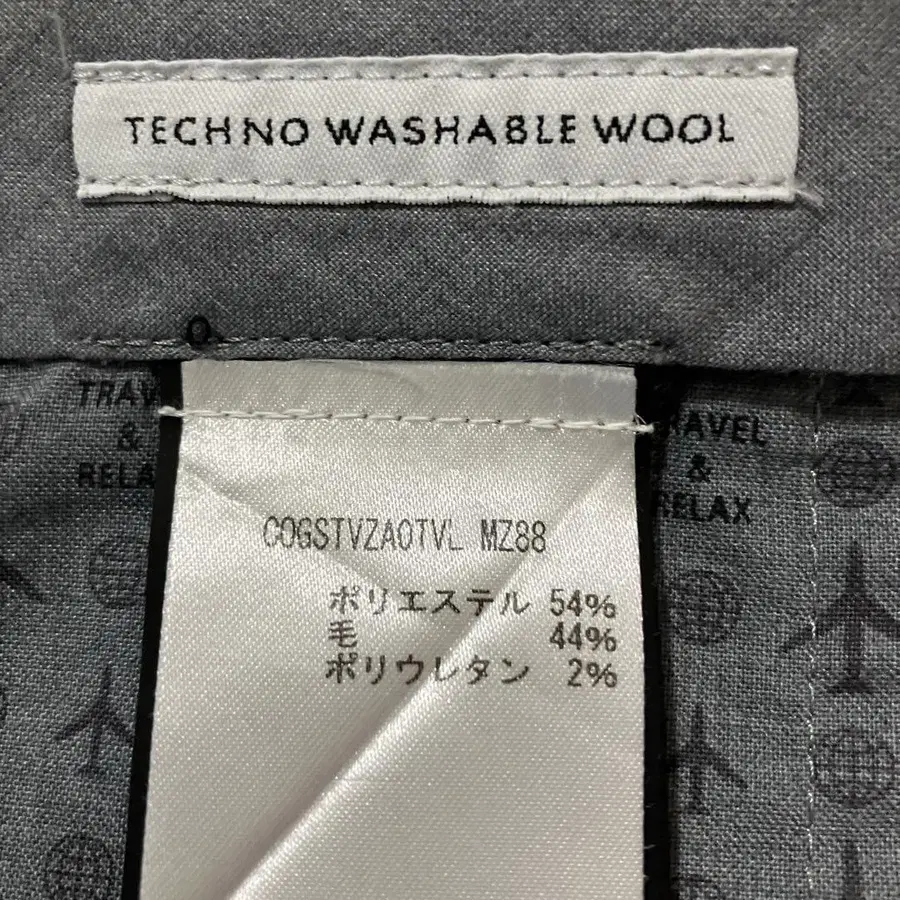 TECHNO WASHABLE WOOL
TRAV
&
RELA
RAVEL
&
RELAX
COGSTVZAOTVL MZ88
ポリエステル 54%
毛 44%
ポリウレタン 2%